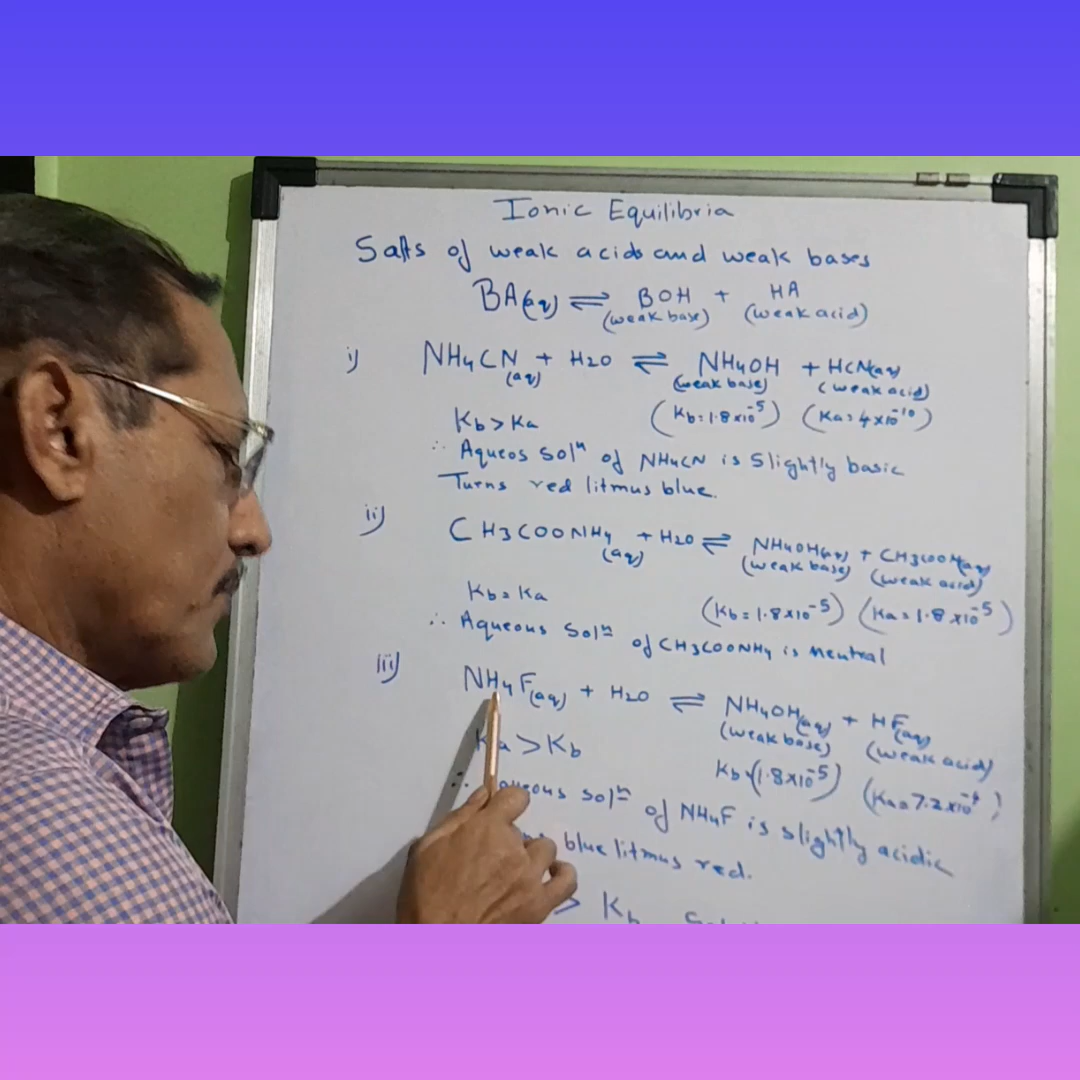 Ionic Equilibria
Salts of weak acids and weak bases
BA(aq) ⇌ BOH + HA
(weak base) (weak acid)
i) NH4CN(aq) + H2O ⇌ NH4OH + HCN(aq)
(weak base) (weak acid)
Kb > Ka (Kb = 1.8x10⁻⁵) (Ka = 4x10⁻¹⁰)
∴ Aqueos Solⁿ of NH4CN is Slightly basic
Turns red litmus blue.
ii) CH3COONH4(aq) + H2O ⇌ NH4OH(aq) + CH3COOH(aq)
(weak base) (weak acid)
Kb = Ka (Kb = 1.8x10⁻⁵) (Ka = 1.8x10⁻⁵)
∴ Aqueous Solⁿ of CH3COONH4 is Neutral
iii) NH4F(aq) + H2O ⇌ NH4OH(aq) + HF(aq)
(weak base) (weak acid)
Ka > Kb Kb = (1.8x10⁻⁵) (Ka = 7.2x10⁻⁴)
∴ Aqueous Solⁿ of NH4F is slightly acidic
blue litmus red.
> Kb